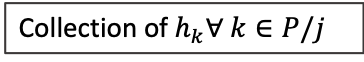 Collection of h_k ∀ k ∈ P/j